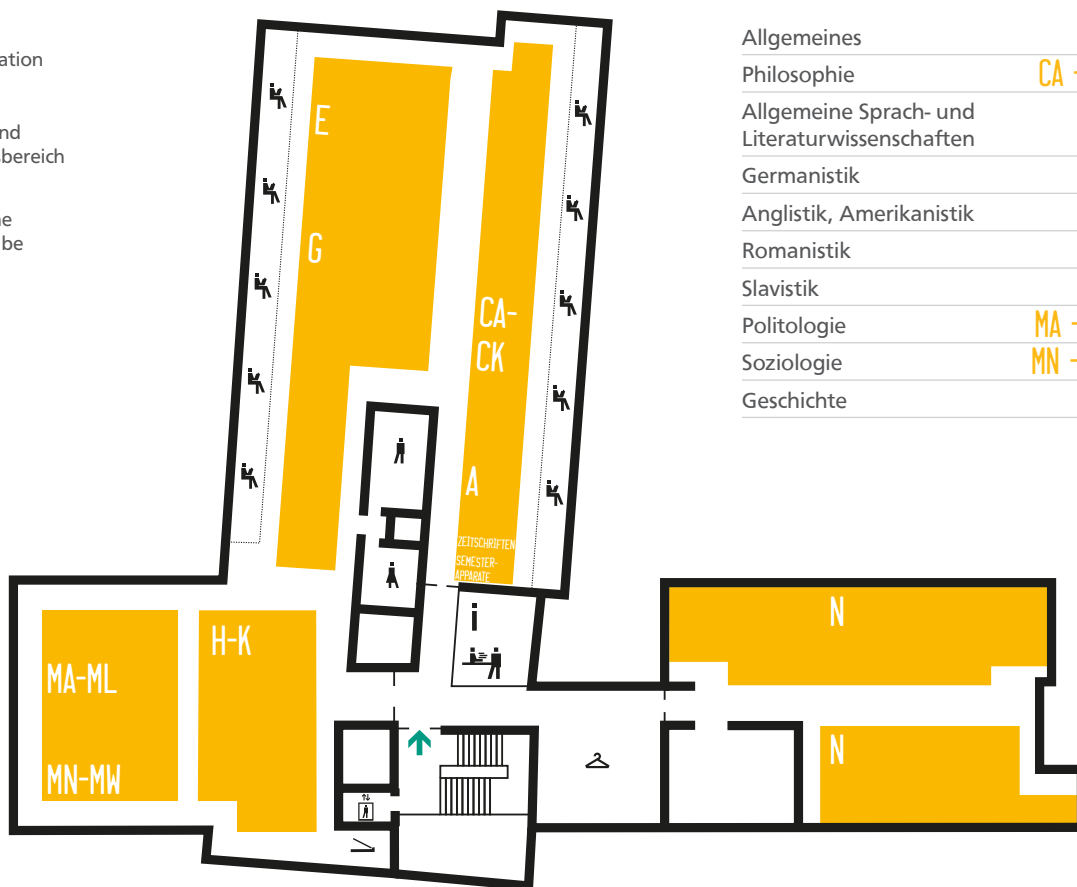 ation
nd
bereich
ne
be
E
G
CA-
CK
A
ZEITSCHRIFTEN
SEMESTER-
APPARATE
i
H-K
MA-ML
MN-MW
N
N
Allgemeines
Philosophie CA -
Allgemeine Sprach- und
Literaturwissenschaften
Germanistik
Anglistik, Amerikanistik
Romanistik
Slavistik
Politologie MA -
Soziologie MN -
Geschichte